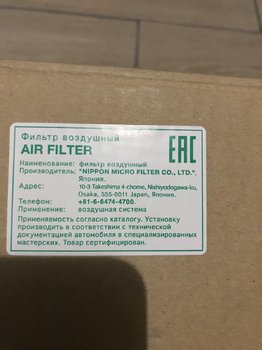 Фильтр воздушный
AIR FILTER
EAC
Наименование: фильтр воздушный
Производитель: "NIPPON MICRO FILTER CO., LTD.".
Япония.
Адрес: 10-3 Takeshima 4 chome, Nishiyodogawa-ku,
Osaka, 555-0011 Japan, Япония.
Телефон: +81-6-6474-4700.
Применение: воздушная система
Применяемость согласно каталогу. Установку
производить в соответствии с технической
документацией автомобиля в специализированных
мастерских. Товар сертифицирован.